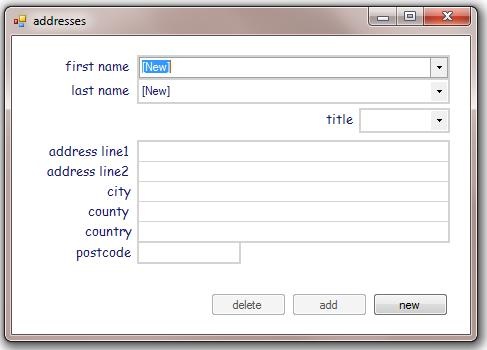 addresses
first name [New]
last name [New]
title
address line1
address line2
city
county
country
postcode
delete add new